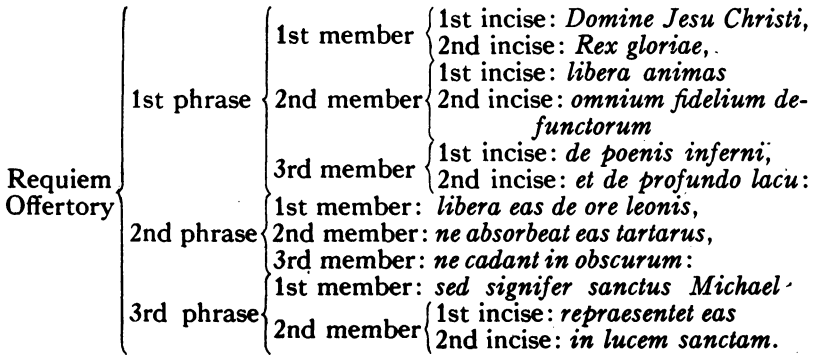 1st incise: Domine Jesu Christi,
1st member
2nd incise: Rex gloriae,
1st incise: libera animas
1st phrase
2nd member
2nd incise: omnium fidelium de-
functorum
1st incise: de poenis inferni,
3rd member
2nd incise: et de profundo lacu:
Requiem
Offertory
1st member: libera eas de ore leonis,
2nd phrase
2nd member: ne absorbeat eas tartarus,
3rd member: ne cadant in obscurum:
1st member: sed signifer sanctus Michael
3rd phrase
1st incise: repraesentet eas
2nd member
2nd incise: in lucem sanctam.